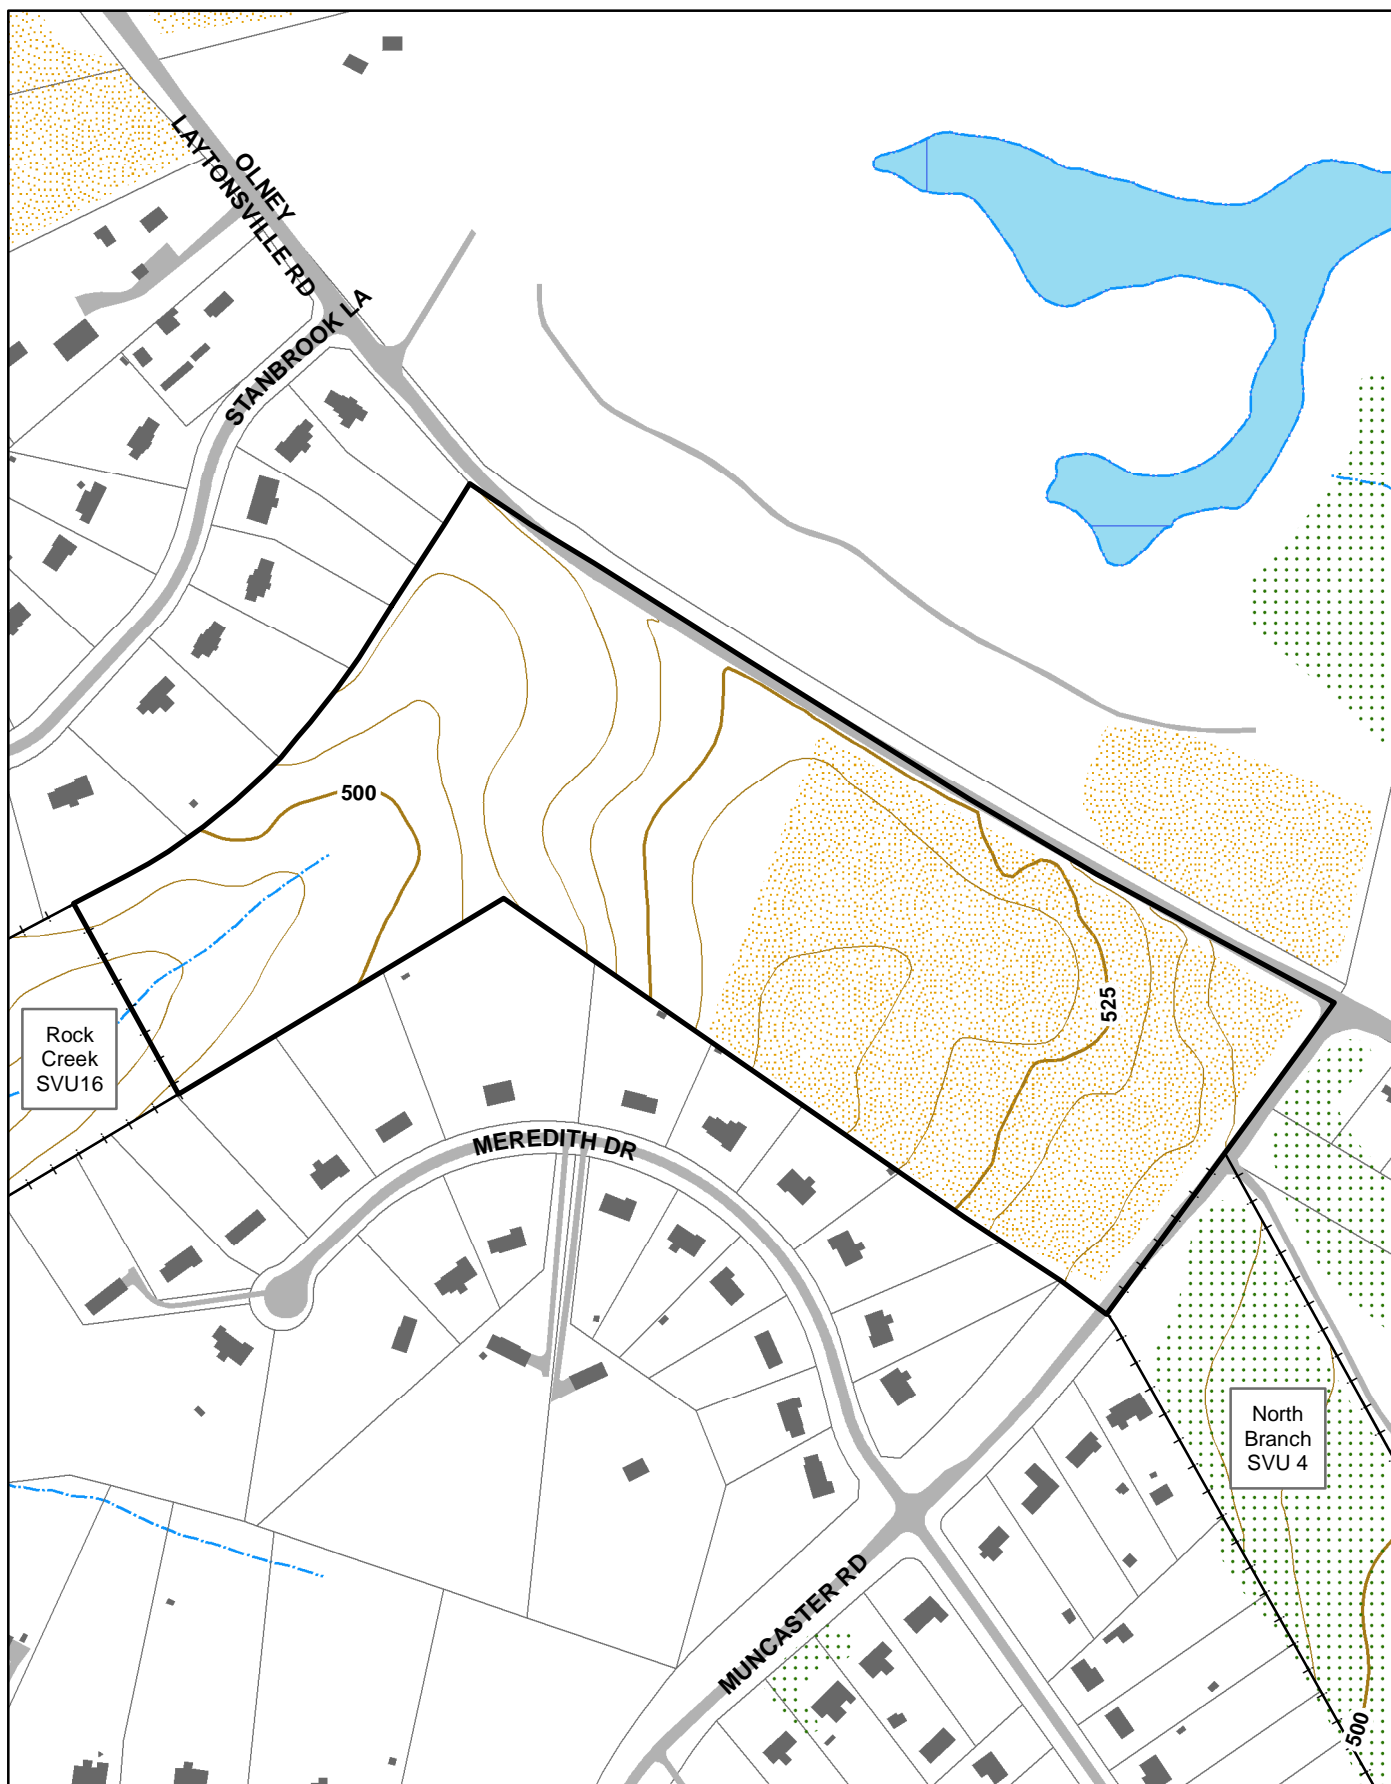 OLNEY
LAYTONSVILLE RD
STANBROOK LA
500
525
Rock
Creek
SVU16
MEREDITH DR
North
Branch
SVU 4
MUNCASTER RD
500